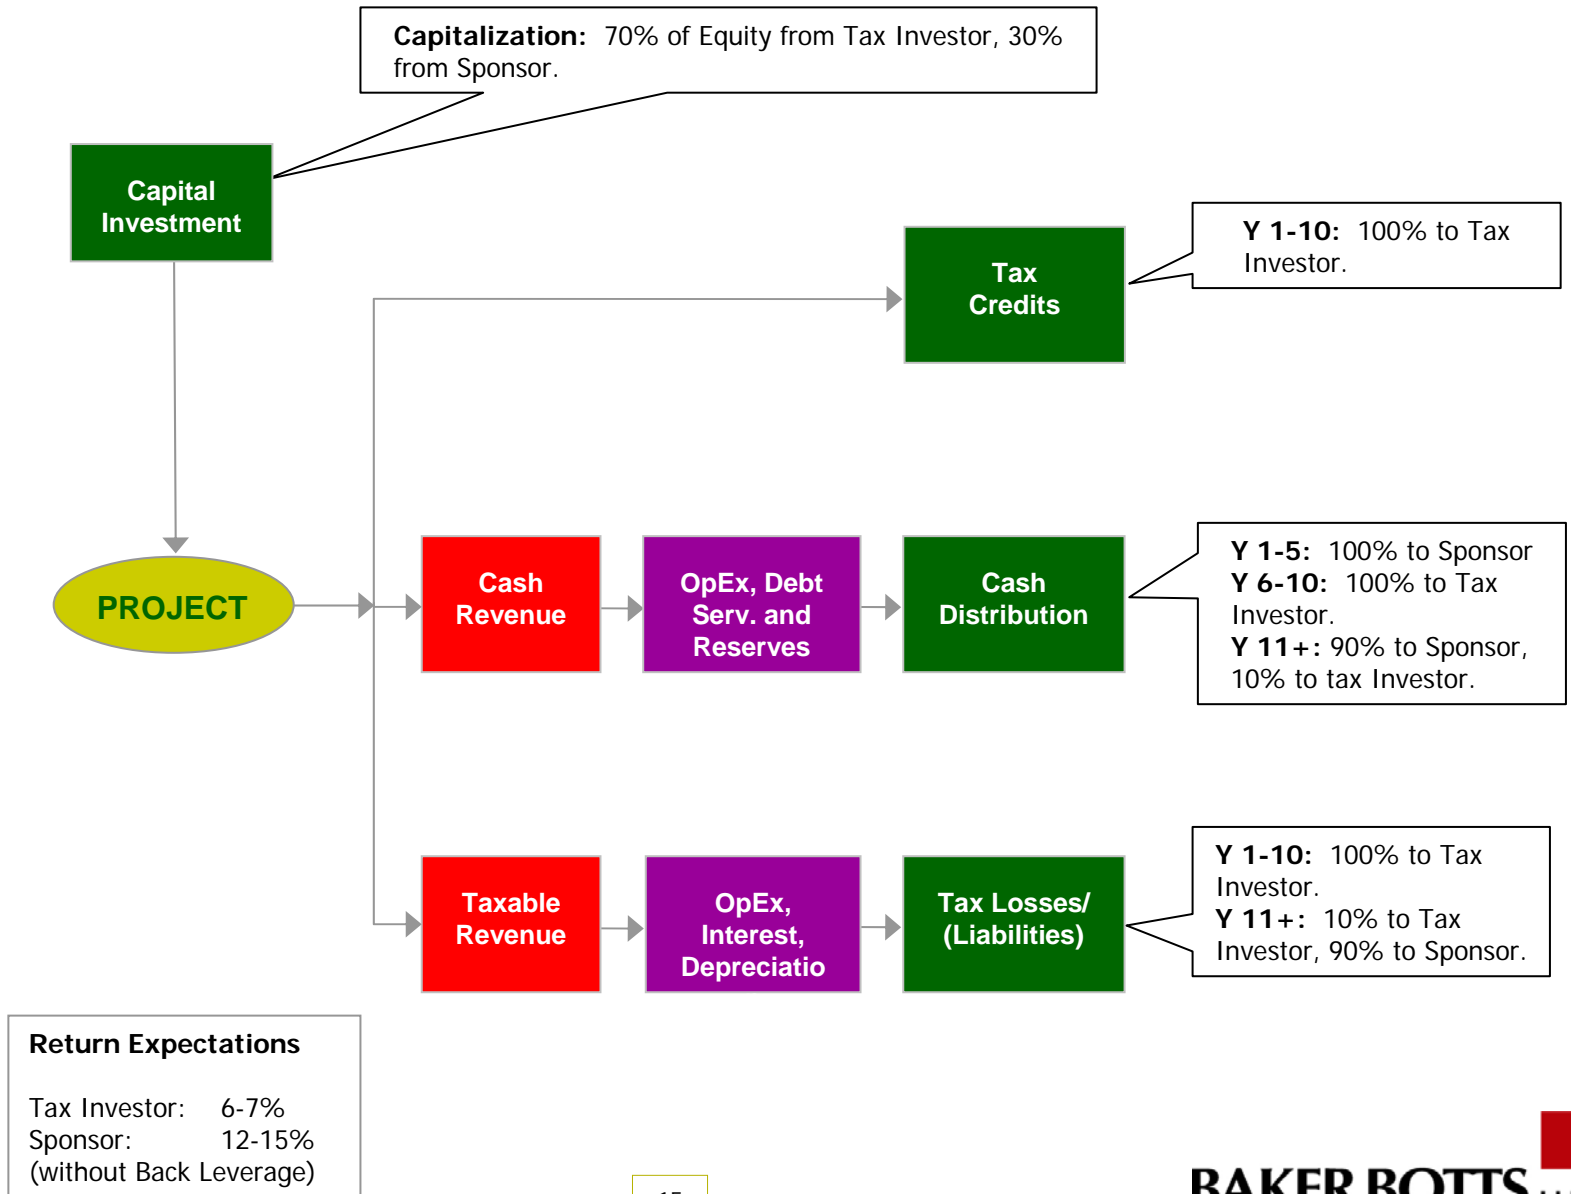 Capitalization: 70% of Equity from Tax Investor, 30%
from Sponsor.
Capital
Investment
Tax
Credits
Y 1-10: 100% to Tax
Investor.
PROJECT
Cash
Revenue
OpEx, Debt
Serv. and
Reserves
Cash
Distribution
Y 1-5: 100% to Sponsor
Y 6-10: 100% to Tax
Investor.
Y 11+: 90% to Sponsor,
10% to tax Investor.
Taxable
Revenue
OpEx,
Interest,
Depreciatio
Tax Losses/
(Liabilities)
Y 1-10: 100% to Tax
Investor.
Y 11+: 10% to Tax
Investor, 90% to Sponsor.
Return Expectations
Tax Investor: 6-7%
Sponsor: 12-15%
(without Back Leverage)
BAKER BOTTS